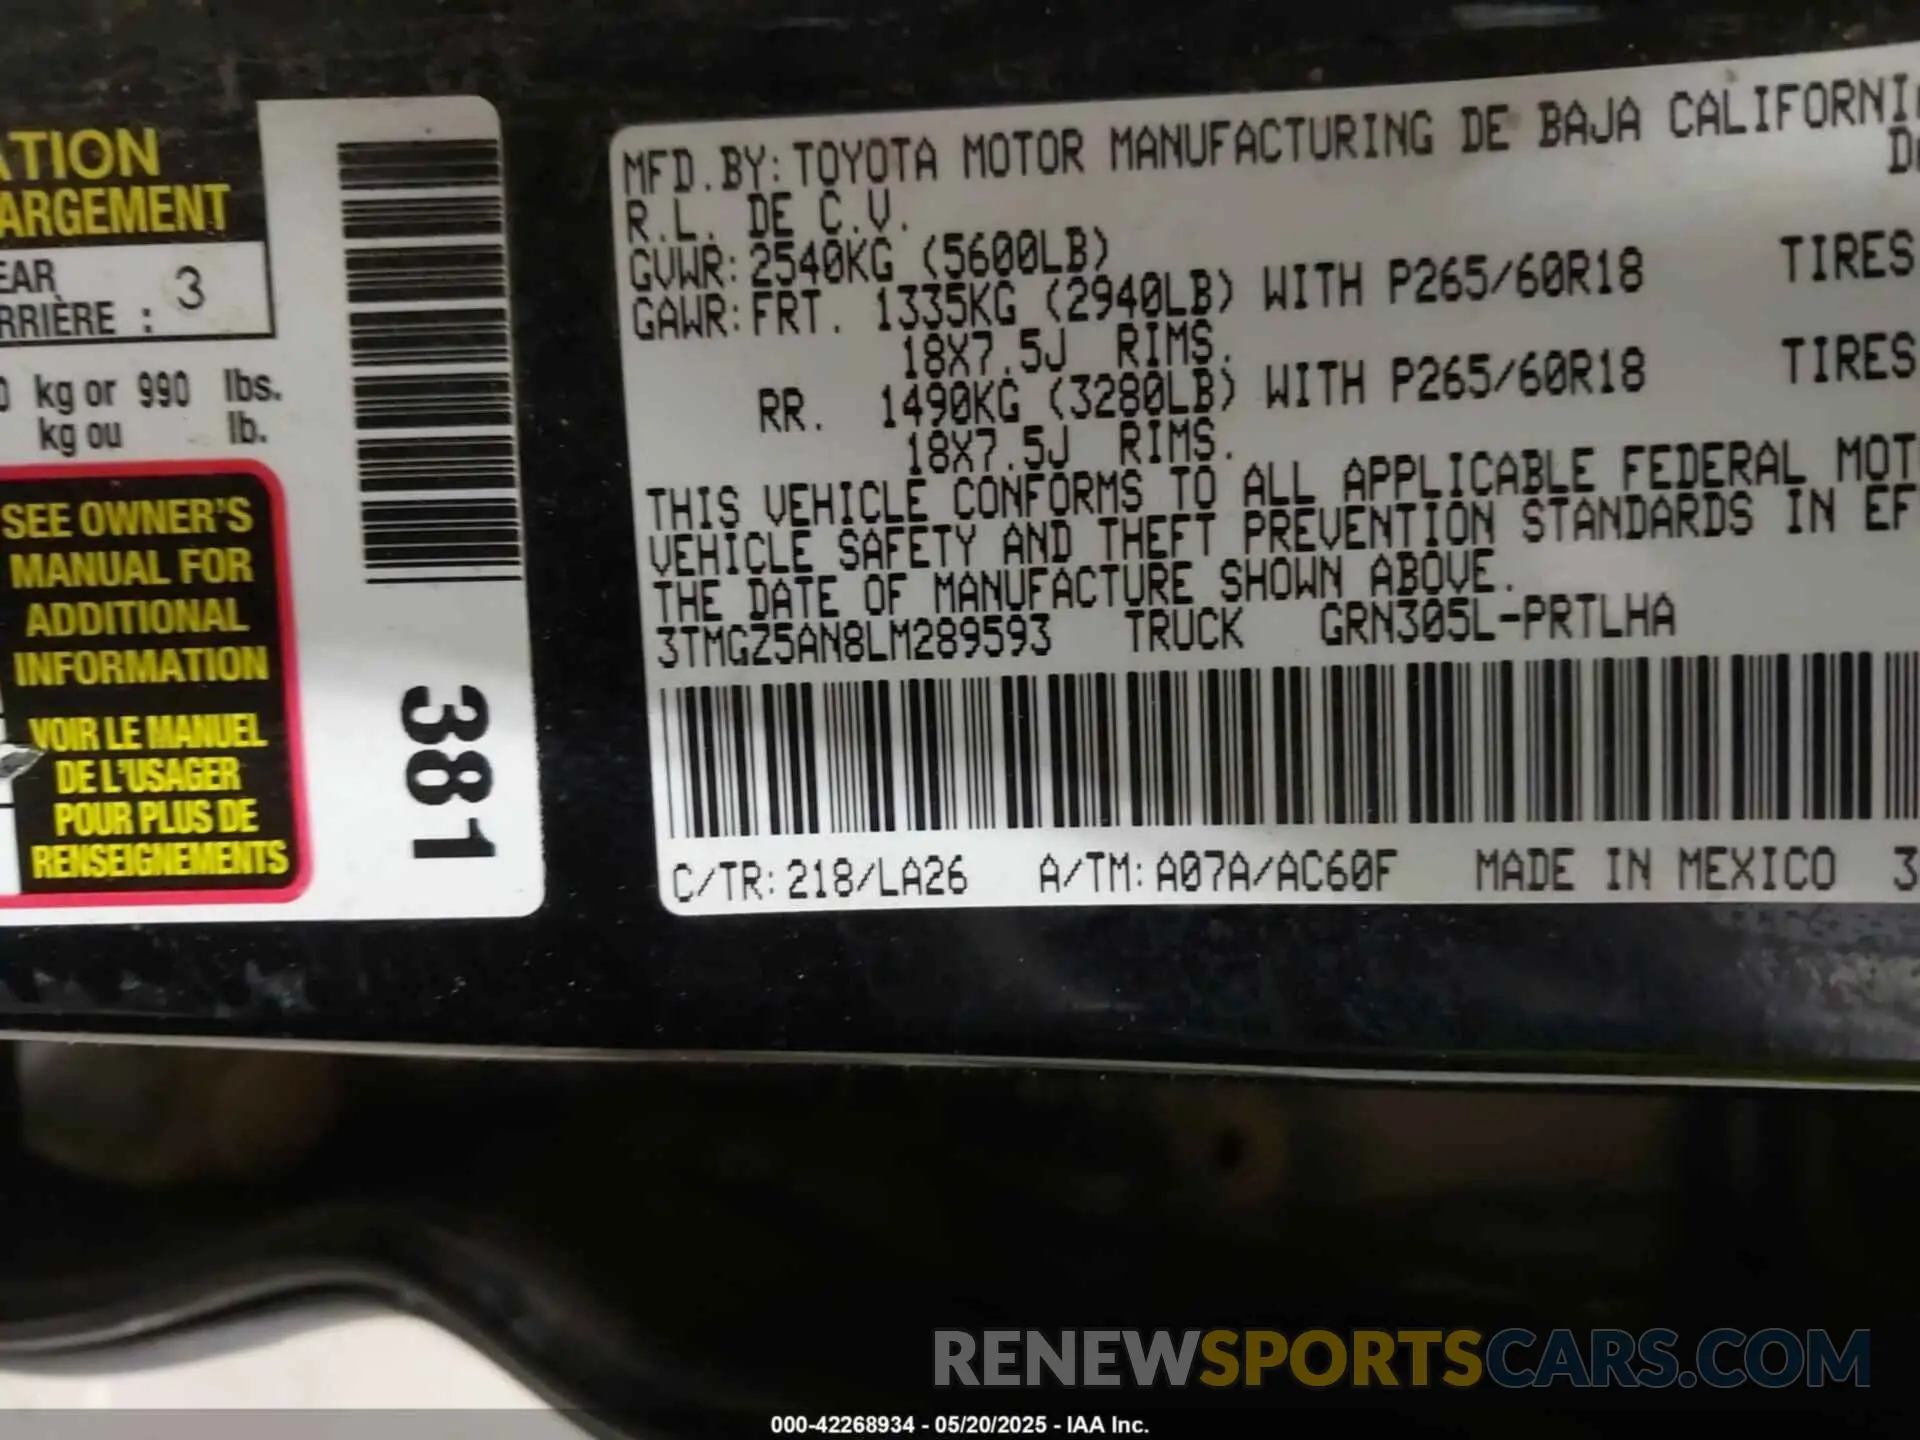 ATION
ARGEMENT
EAR
RRIÈRE : 3
0 kg or 990 lbs.
kg ou lb.
SEE OWNER'S
MANUAL FOR
ADDITIONAL
INFORMATION
VOIR LE MANUEL
DE L'USAGER
POUR PLUS DE
RENSEIGNEMENTS
381
MFD.BY:TOYOTA MOTOR MANUFACTURING DE BAJA CALIFORNIA
R.L. DE C.V.
GVWR:2540KG (5600LB)
GAWR:FRT. 1335KG (2940LB) WITH P265/60R18 TIRES
18X7.5J RIMS.
RR. 1490KG (3280LB) WITH P265/60R18 TIRES
18X7.5J RIMS.
THIS VEHICLE CONFORMS TO ALL APPLICABLE FEDERAL MOT
VEHICLE SAFETY AND THEFT PREVENTION STANDARDS IN EF
THE DATE OF MANUFACTURE SHOWN ABOVE.
3TMGZ5AN8LM289593 TRUCK GRN305L-PRTLHA
C/TR:218/LA26 A/TM:A07A/AC60F MADE IN MEXICO 3
RENEWSPORTSCARS.COM
000-42268934 - 05/20/2025 - IAA Inc.